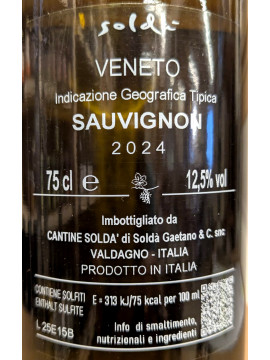 soldà
VENETO
Indicazione Geografica Tipica
SAUVIGNON
2024
75 cl ℮ 12,5% vol
Imbottigliato da
CANTINE SOLDA' di Soldà Gaetano & C. snc
VALDAGNO - ITALIA
PRODOTTO IN ITALIA
CONTIENE SOLFITI
ENTHALT SULFITE
E = 313 kJ/75 kcal per 100 ml
L 25E15B
Info di smaltimento,
nutrizionali e ingredienti